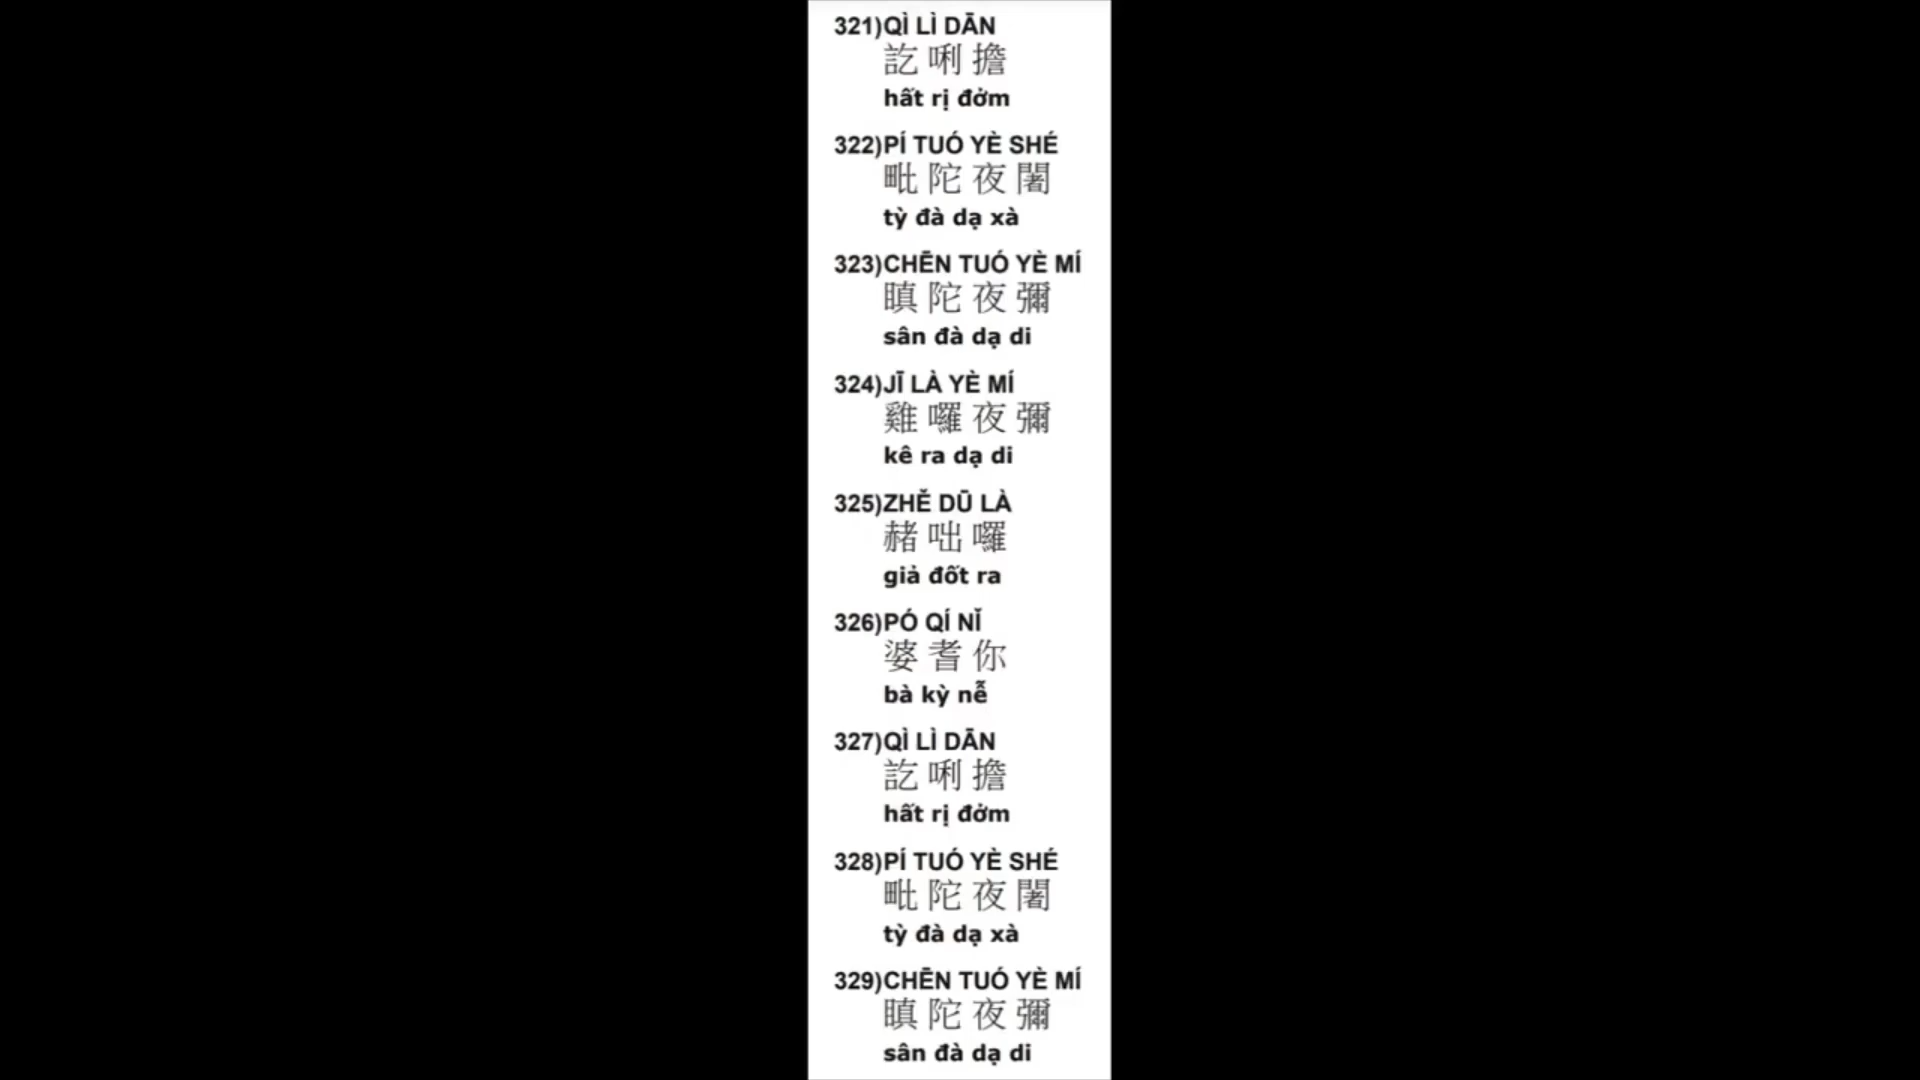 321)QÌ LÌ DĀN
訖 唎 擔
hất rị đởm
322)PÍ TUÓ YÈ SHÉ
毗 陀 夜 闍
tỳ đà dạ xà
323)CHĒN TUÓ YÈ MÍ
瞋 陀 夜 彌
sân đà dạ di
324)JĪ LÀ YÈ MÍ
雞 囉 夜 彌
kê ra dạ di
325)ZHĚ DŪ LÀ
赭 咄 囉
giả đốt ra
326)PÓ QÍ NǏ
婆 耆 你
bà kỳ nễ
327)QÌ LÌ DĀN
訖 唎 擔
hất rị đởm
328)PÍ TUÓ YÈ SHÉ
毗 陀 夜 闍
tỳ đà dạ xà
329)CHĒN TUÓ YÈ MÍ
瞋 陀 夜 彌
sân đà dạ di